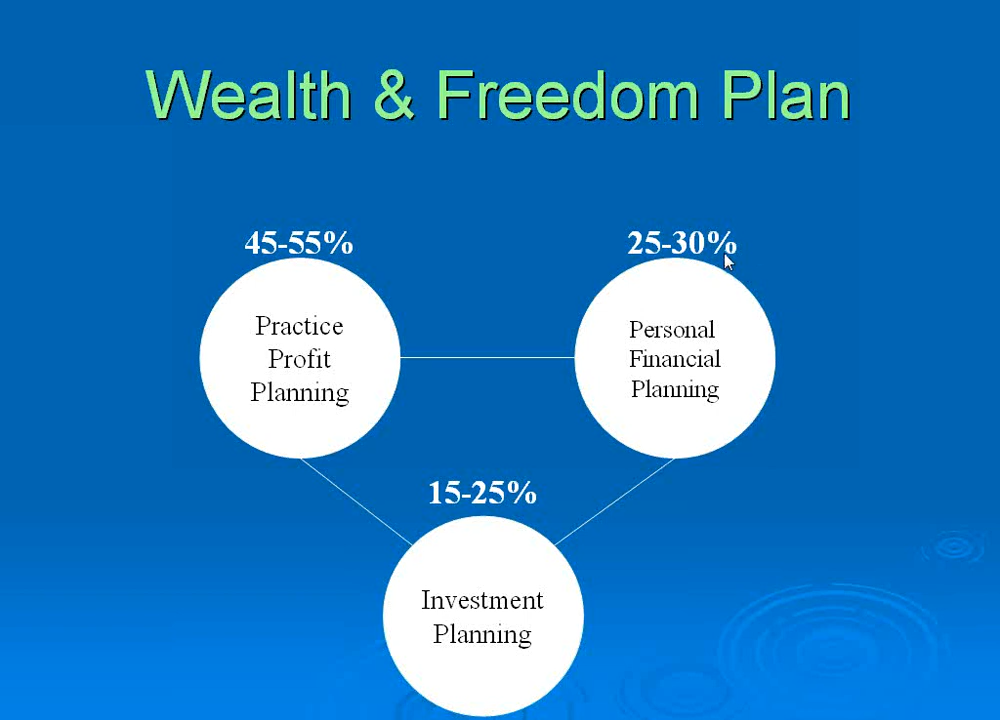 Wealth & Freedom Plan
45-55%
25-30%
Practice
Profit
Planning
Personal
Financial
Planning
15-25%
Investment
Planning